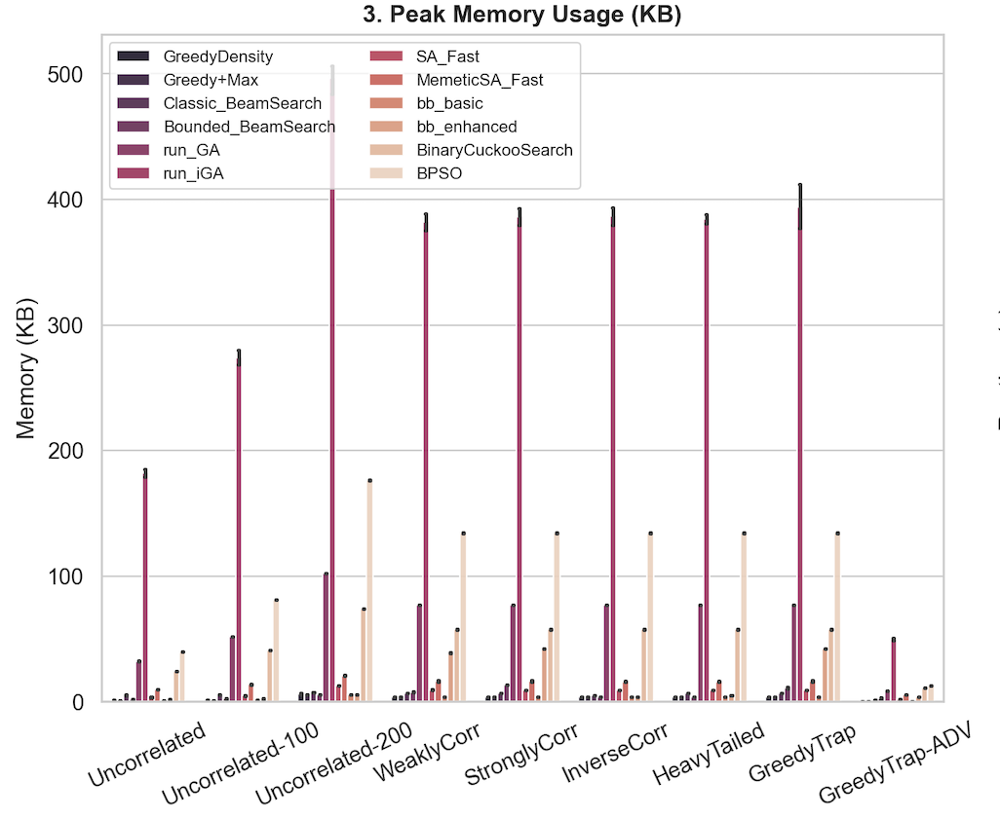 3. Peak Memory Usage (KB)
GreedyDensity
Greedy+Max
Classic_BeamSearch
Bounded_BeamSearch
run_GA
run_iGA
SA_Fast
MemeticSA_Fast
bb_basic
bb_enhanced
BinaryCuckooSearch
BPSO
Memory (KB)
500
400
300
200
100
0
Uncorrelated
Uncorrelated-100
Uncorrelated-200
WeaklyCorr
StronglyCorr
InverseCorr
HeavyTailed
GreedyTrap
GreedyTrap-ADV